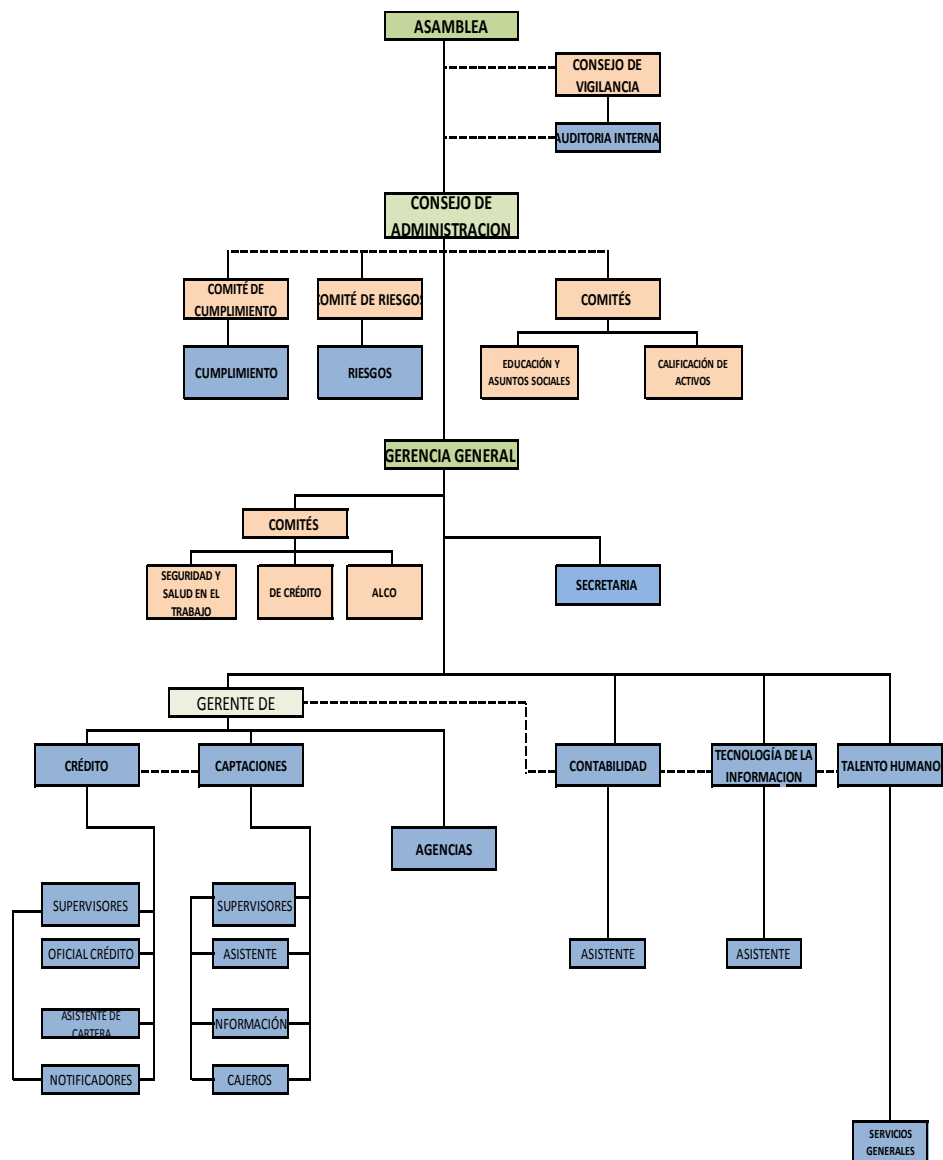 ASAMBLEA
CONSEJO DE
VIGILANCIA
AUDITORIA INTERNA
CONSEJO DE
ADMINISTRACION
COMITÉ DE
CUMPLIMIENTO
COMITÉ DE RIESGOS
COMITÉS
CUMPLIMIENTO
RIESGOS
EDUCACIÓN Y
ASUNTOS SOCIALES
CALIFICACIÓN DE
ACTIVOS
GERENCIA GENERAL
COMITÉS
SEGURIDAD Y
SALUD EN EL
TRABAJO
DE CRÉDITO
ALCO
SECRETARIA
GERENTE DE
CRÉDITO
CAPTACIONES
CONTABILIDAD
TECNOLOGÍA DE LA
INFORMACION
TALENTO HUMANO
AGENCIAS
SUPERVISORES
SUPERVISORES
OFICIAL CRÉDITO
ASISTENTE
ASISTENTE
ASISTENTE
ASISTENTE DE
CARTERA
INFORMACIÓN
NOTIFICADORES
CAJEROS
SERVICIOS
GENERALES